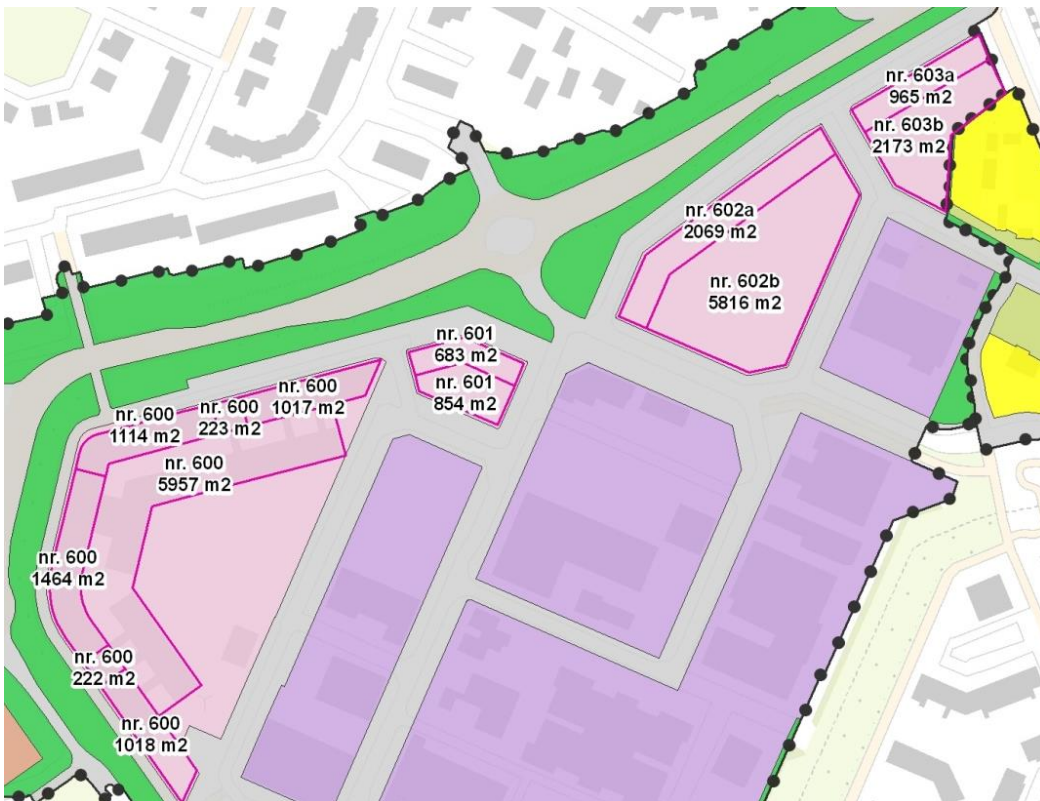 nr. 603a
965 m2
nr. 603b
2173 m2
nr. 602a
2069 m2
nr. 602b
5816 m2
nr. 601
683 m2
nr. 601
854 m2
nr. 600
1017 m2
nr. 600
223 m2
nr. 600
1114 m2
nr. 600
5957 m2
nr. 600
1464 m2
nr. 600
222 m2
nr. 600
1018 m2